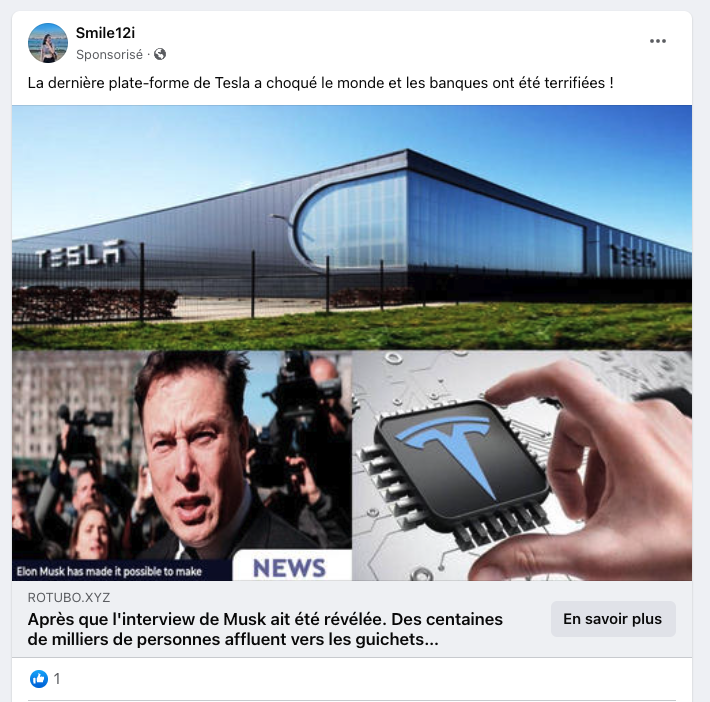 Smile12i
Sponsorisé ·
La dernière plate-forme de Tesla a choqué le monde et les banques ont été terrifiées !
TESLA
TESLA
Elon Musk has made it possible to make
NEWS
ROTUBO.XYZ
Après que l'interview de Musk ait été révélée. Des centaines
de milliers de personnes affluent vers les guichets...
En savoir plus
1